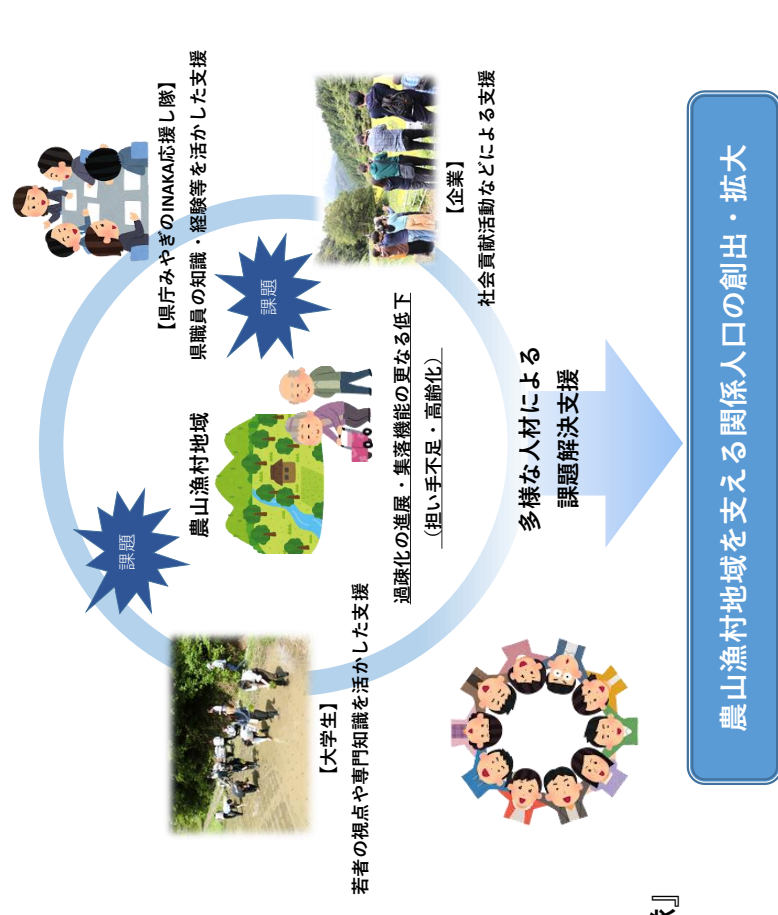 【県庁みやぎのINAKA応援し隊】
県職員の知識・経験等を活かした支援
課題
課題
農山漁村地域
過疎化の進展・集落機能の更なる低下
（担い手不足・高齢化）
【大学生】
若者の視点や専門知識を活かした支援
【企業】
社会貢献活動などによる支援
多様な人材による
課題解決支援
農山漁村地域を支える関係人口の創出・拡大
』